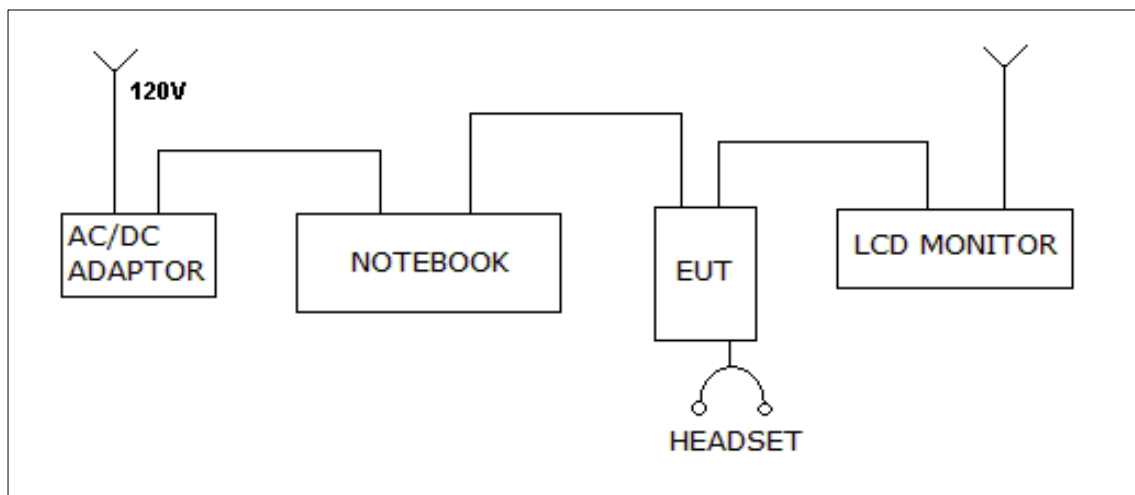 120V
AC/DC
ADAPTOR
NOTEBOOK
EUT
LCD MONITOR
HEADSET